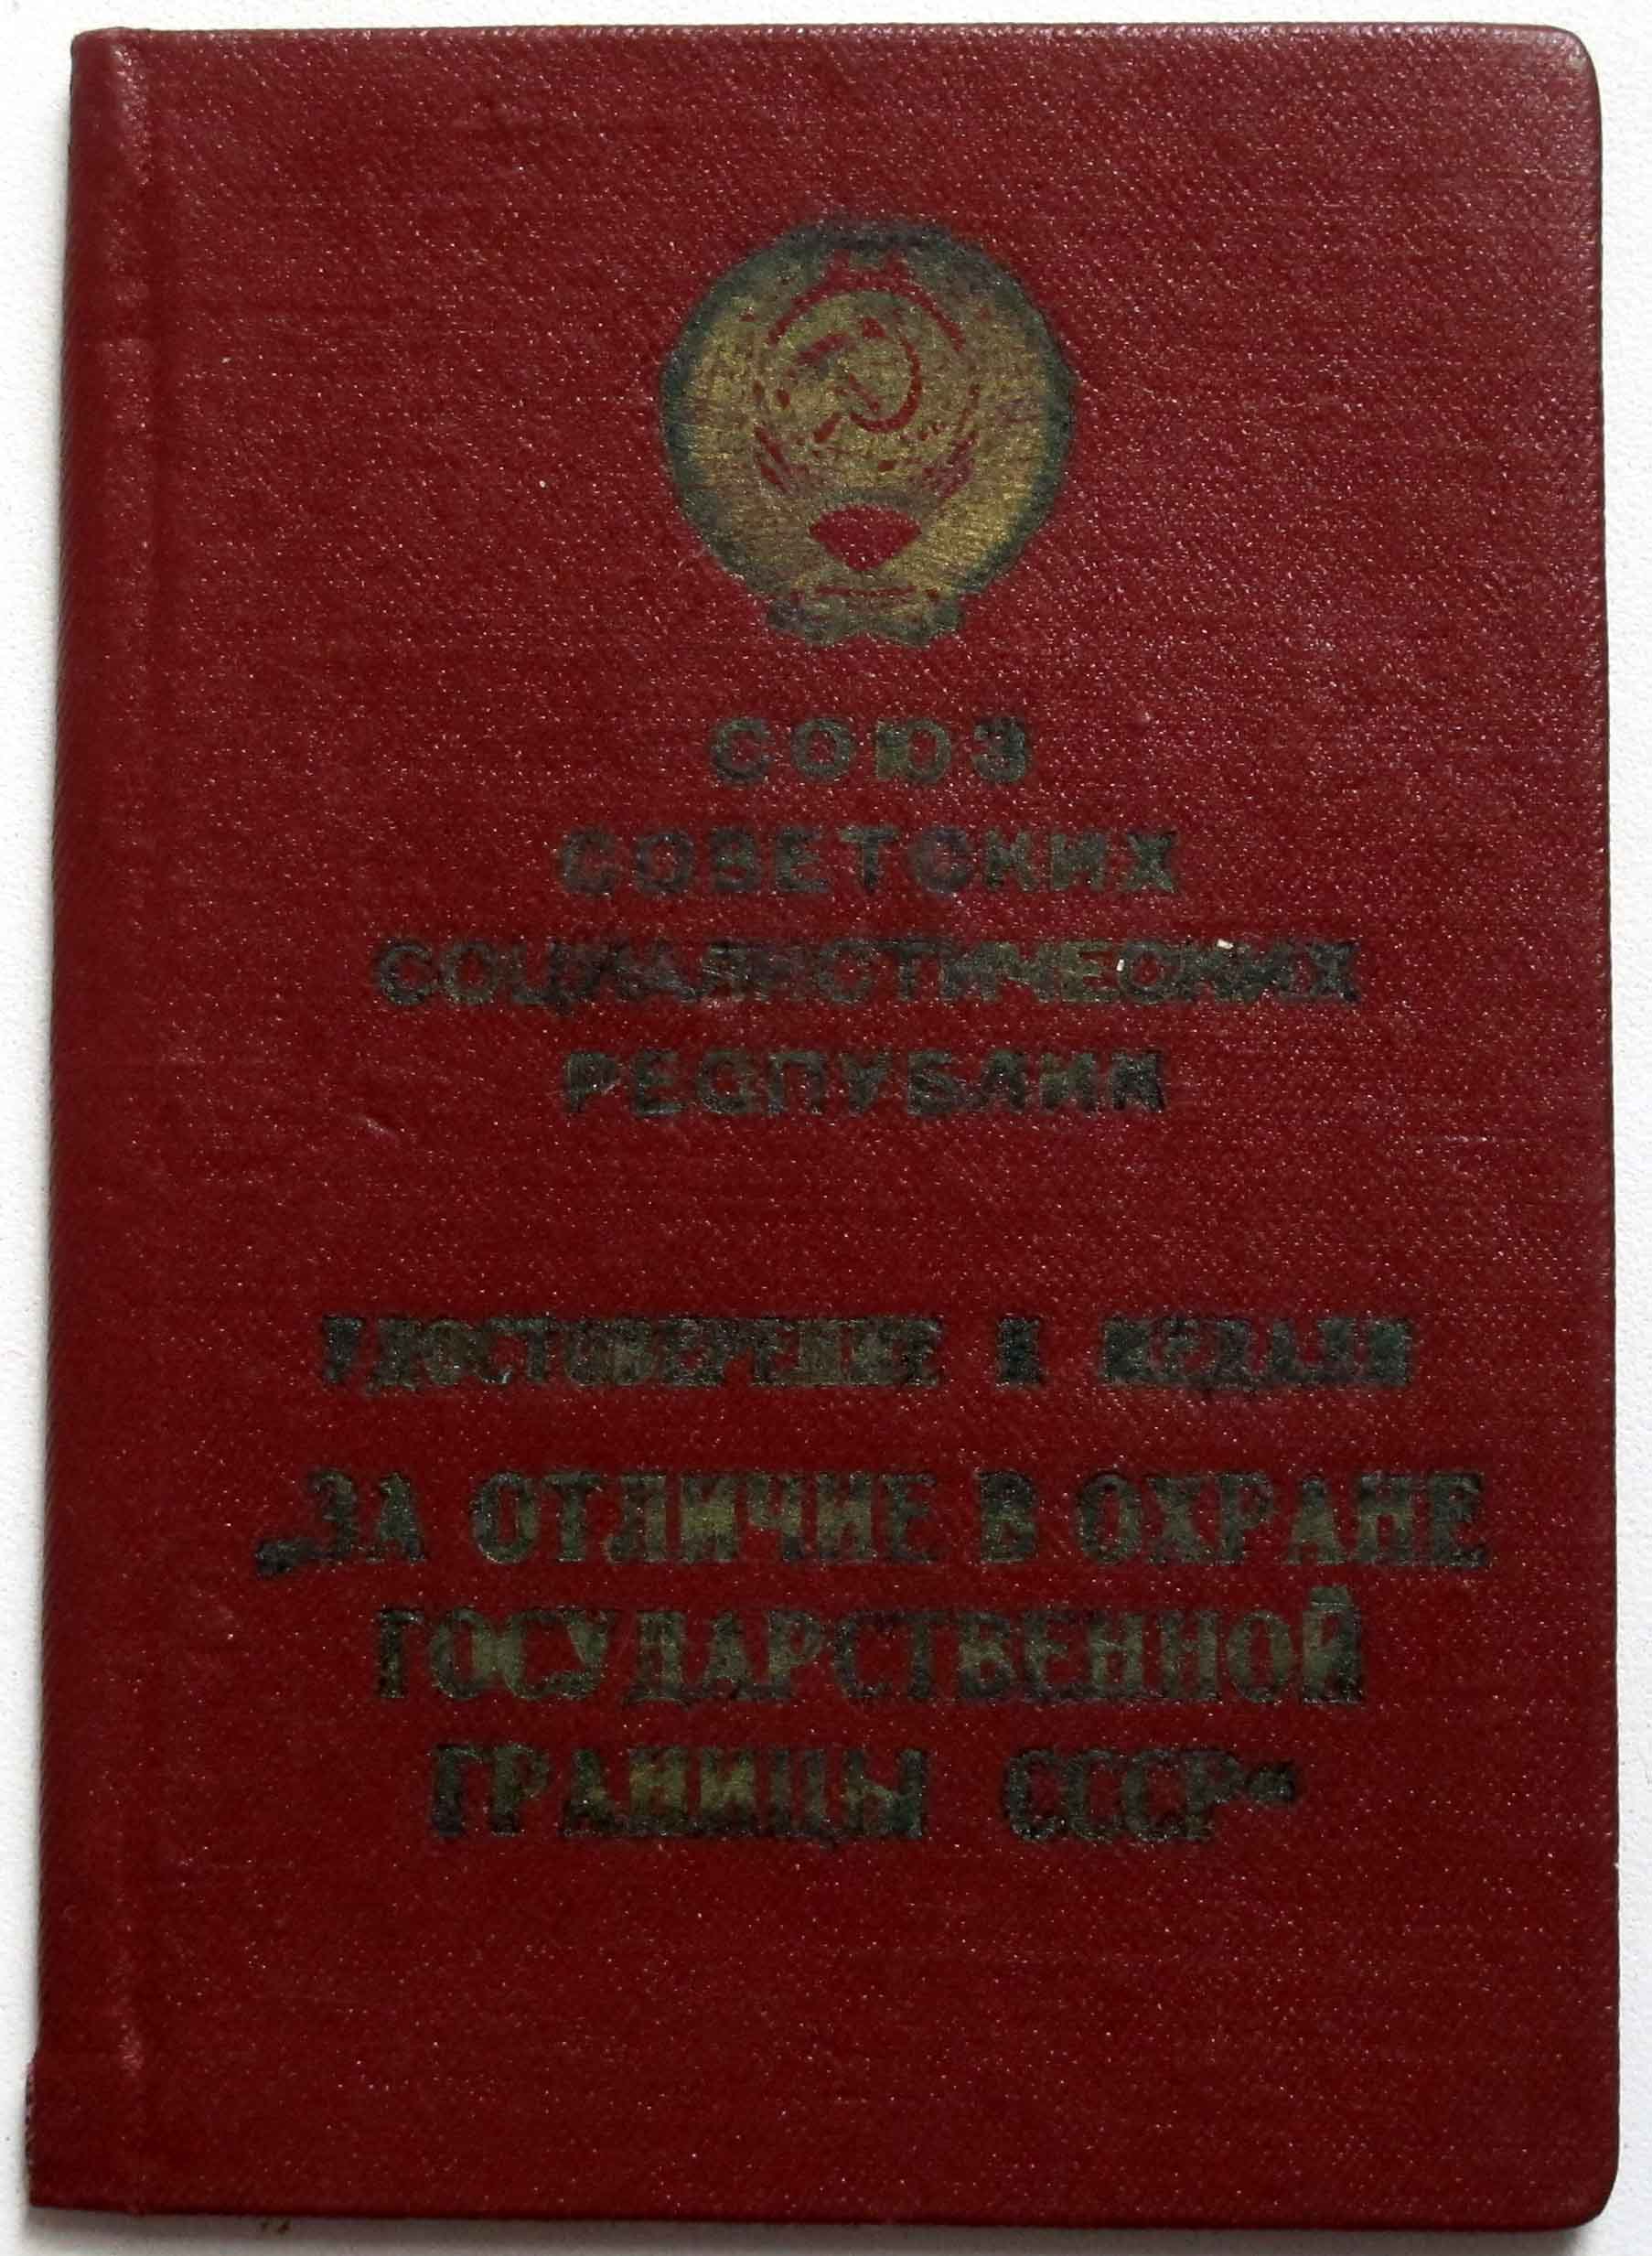 СОЮЗ
СОВЕТСКИХ
СОЦИАЛИСТИЧЕСКИХ
РЕСПУБЛИК
УДОСТОВЕРЕНИЕ К МЕДАЛИ
„ЗА ОТЛИЧИЕ В ОХРАНЕ
ГОСУДАРСТВЕННОЙ
ГРАНИЦЫ СССР“